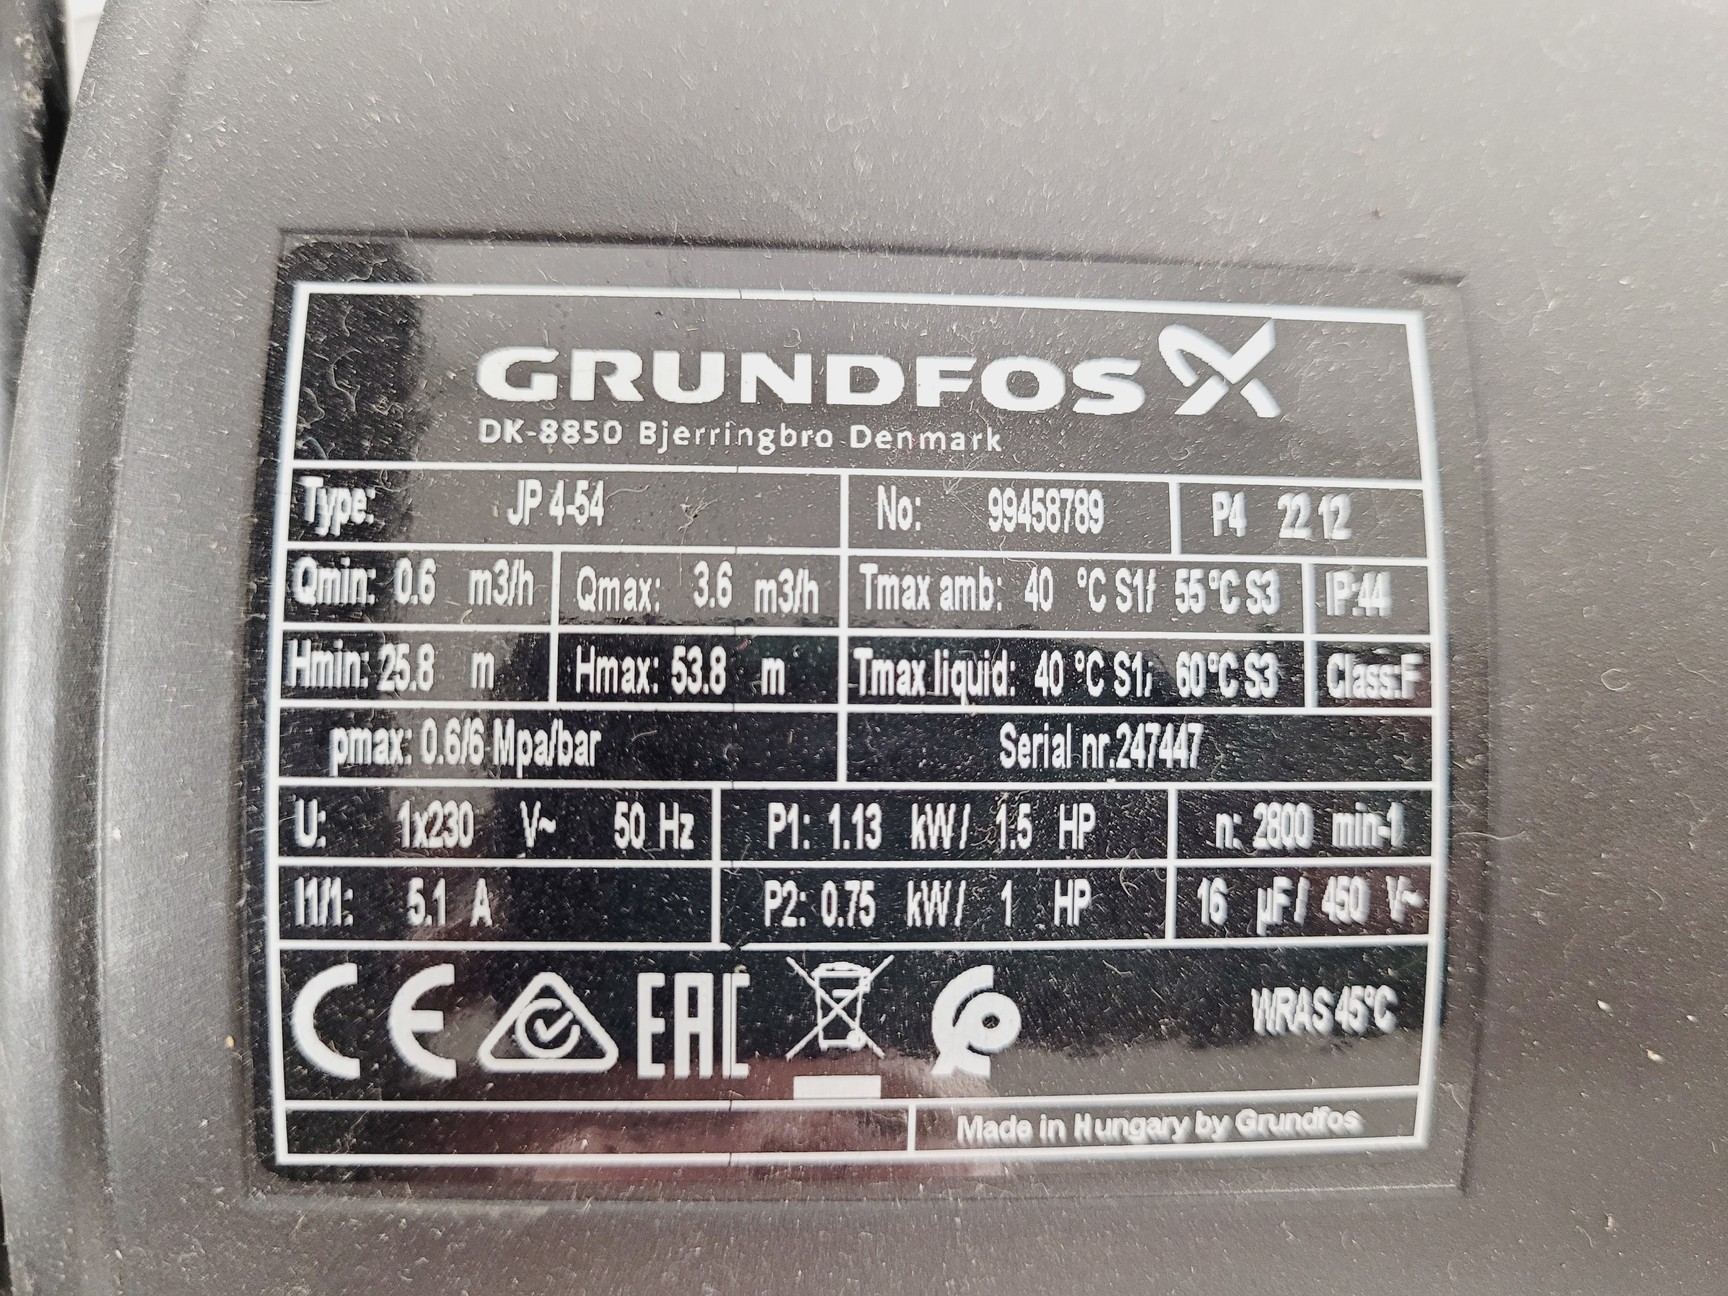 GRUNDFOS
DK-8850 Bjerringbro Denmark
Type: JP 4-54 No: 99458789 P4 22 12
Qmin: 0.6 m3/h Qmax: 3.6 m3/h Tmax amb: 40 °C S1/ 55°C S3 IP:44
Hmin: 25.8 m Hmax: 53.8 m Tmax liquid: 40 °C S1; 60°C S3 Class:F
pmax: 0.6/6 Mpa/bar Serial nr.247447
U: 1x230 V~ 50 Hz P1: 1.13 kW/ 1.5 HP n: 2800 min-1
I1/1: 5.1 A P2: 0.75 kW/ 1 HP 16 µF/ 450 V~
CE EAC WRAS 45°C
Made in Hungary by Grundfos